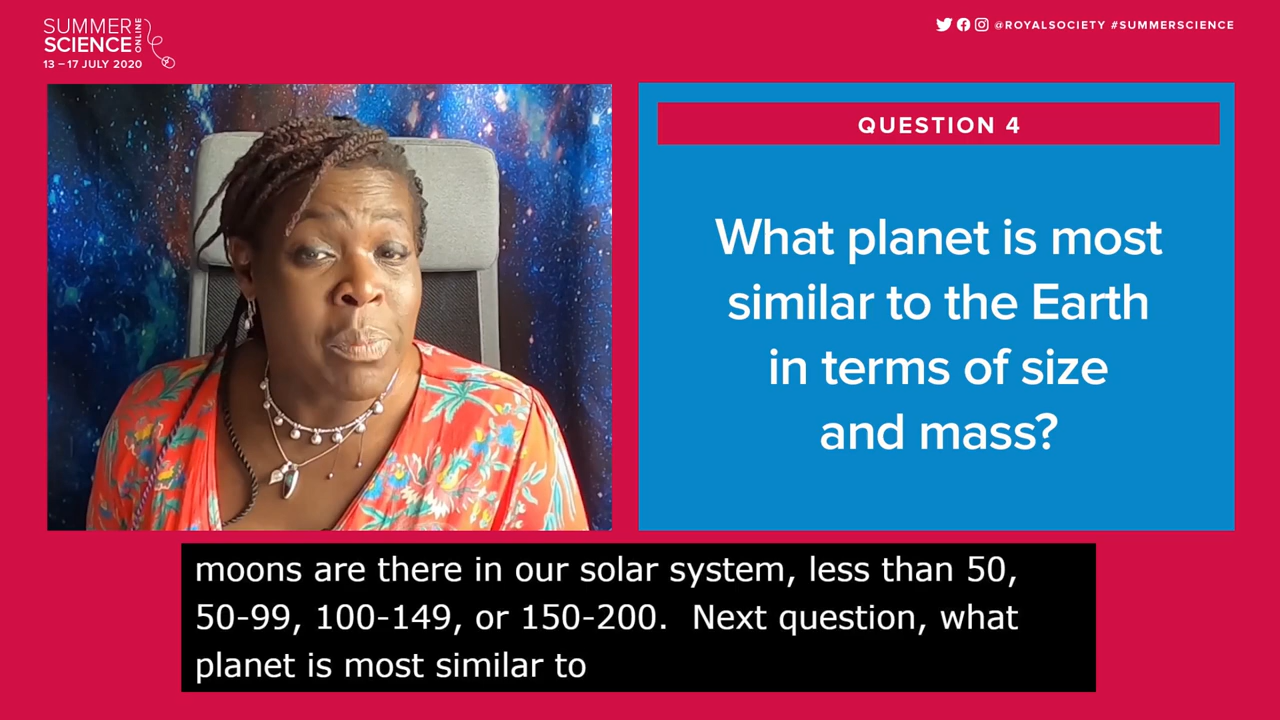 SUMMER
SCIENCE
ONLINE
13 – 17 JULY 2020
@ROYALSOCIETY #SUMMERSCIENCE
QUESTION 4
What planet is most
similar to the Earth
in terms of size
and mass?
moons are there in our solar system, less than 50,
50-99, 100-149, or 150-200.  Next question, what
planet is most similar to